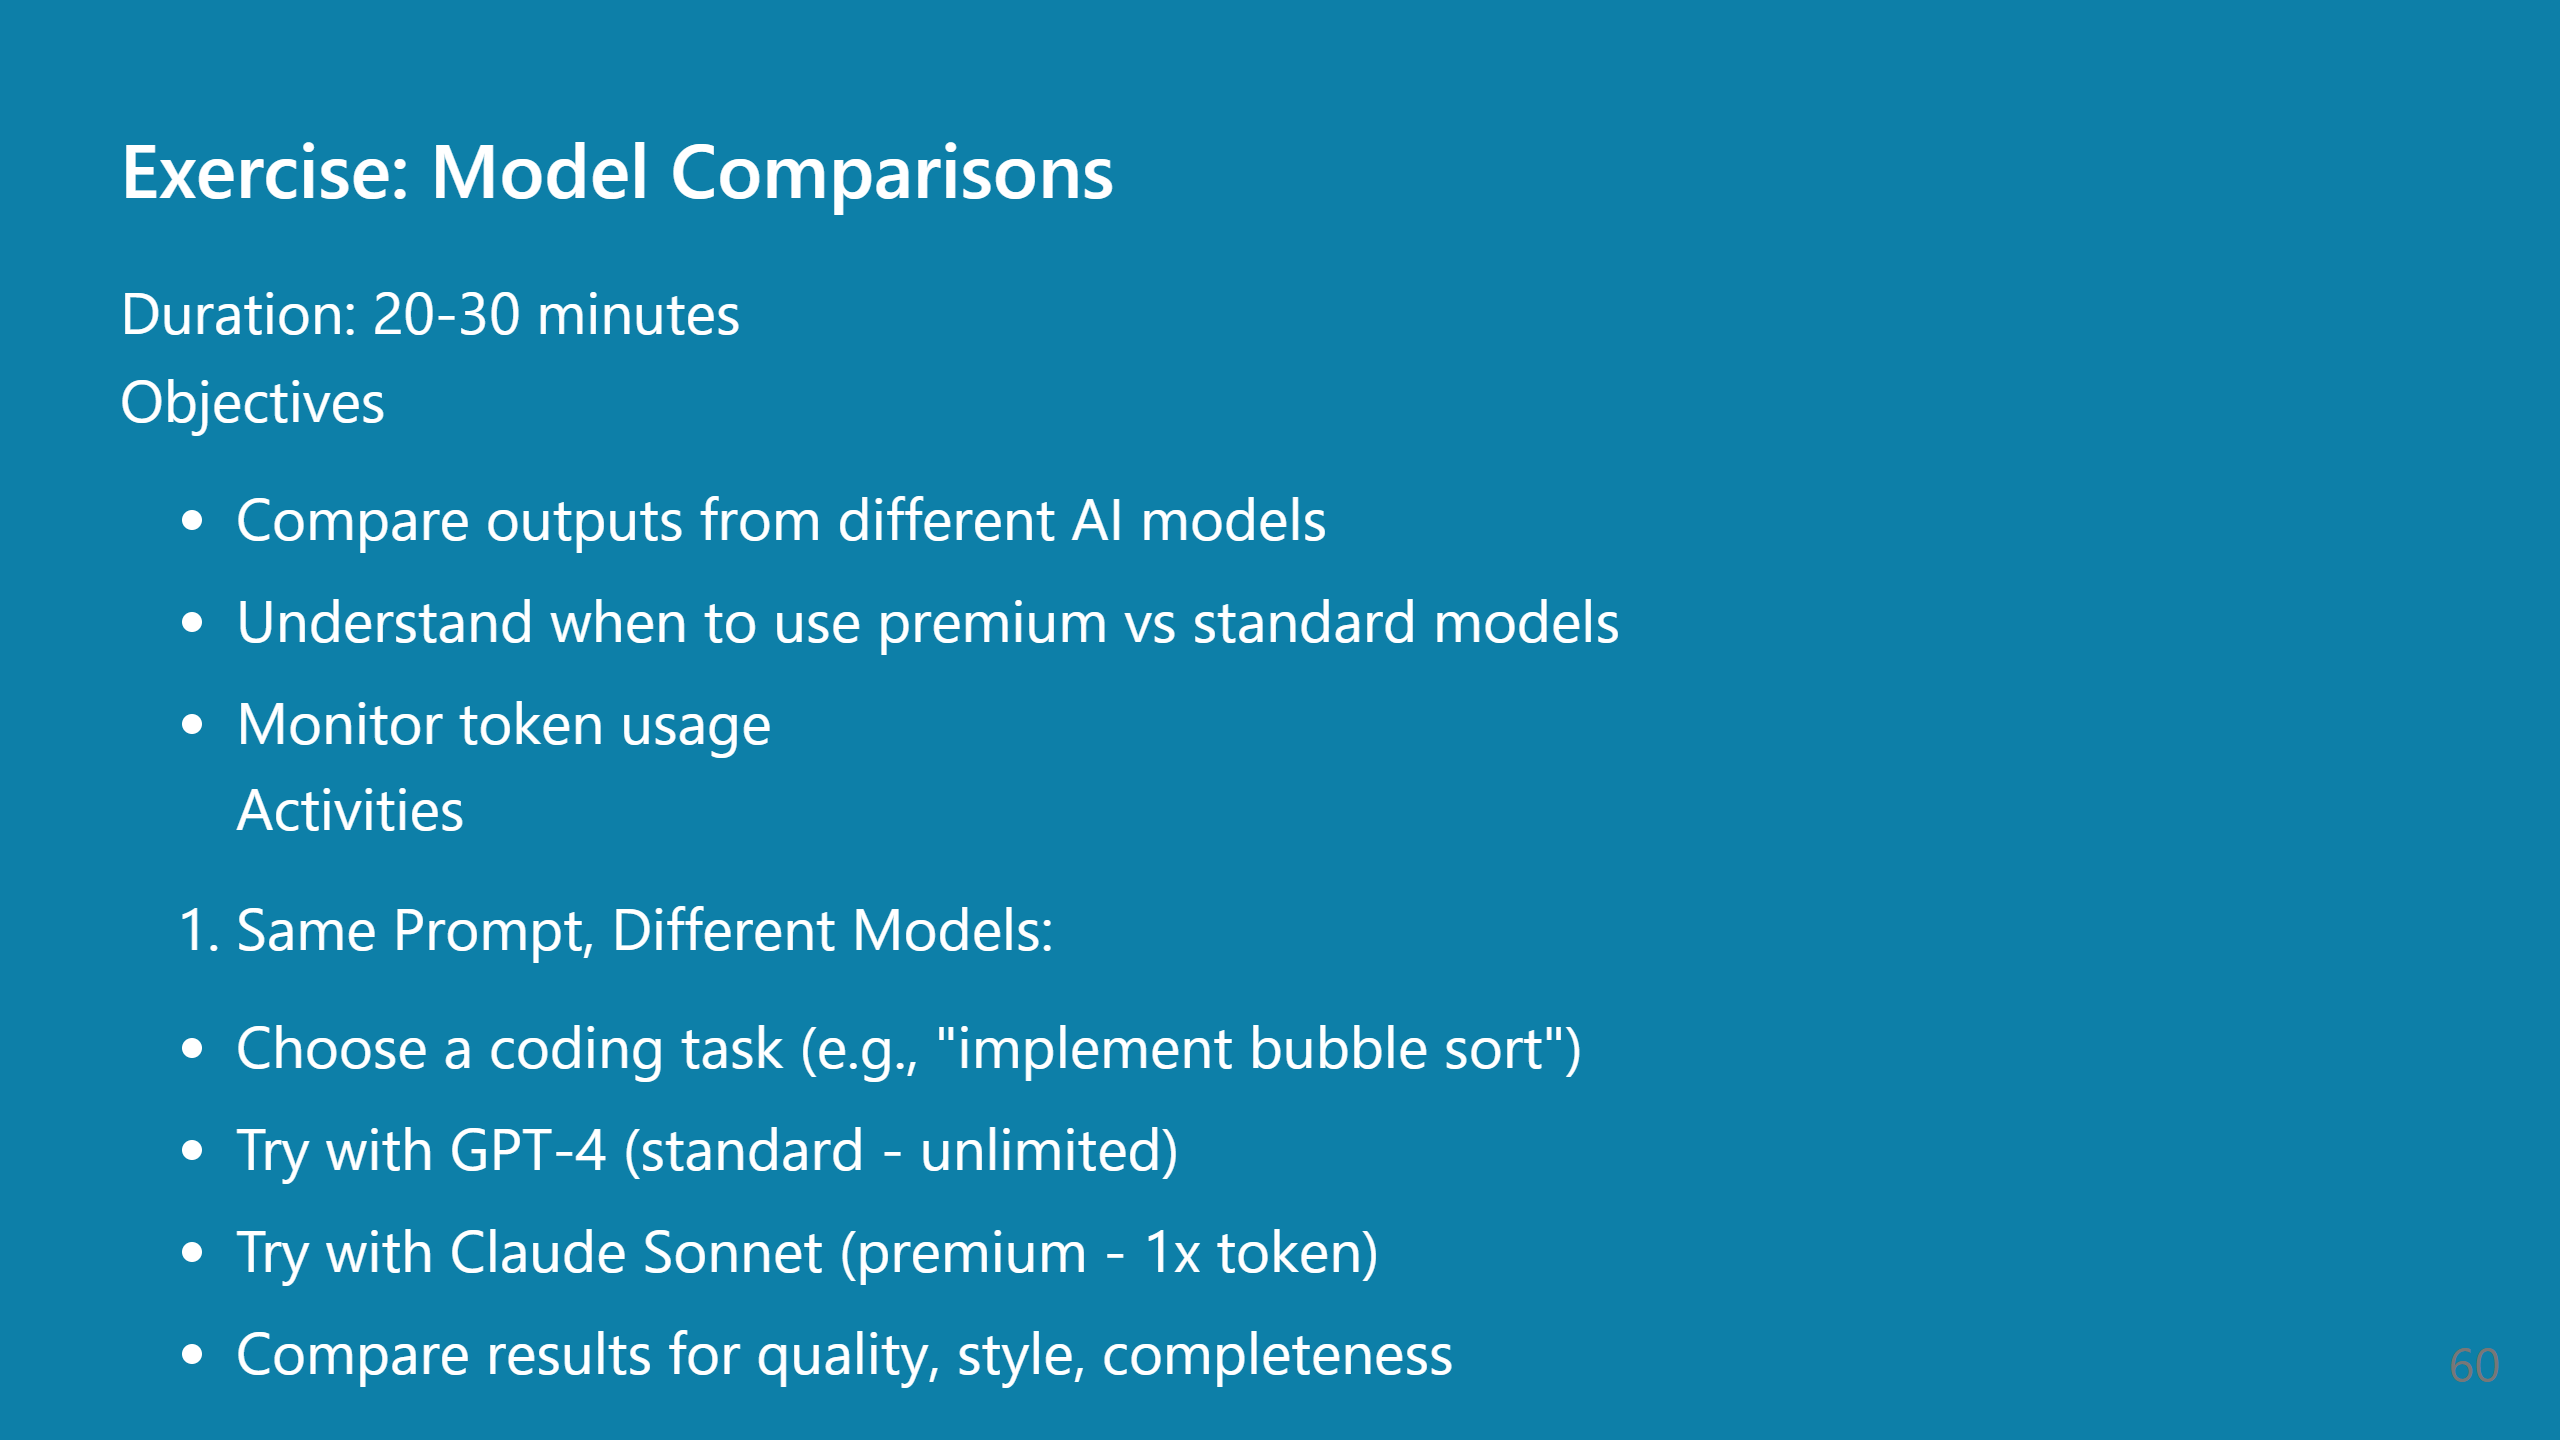 Exercise: Model Comparisons
Duration: 20-30 minutes
Objectives
• Compare outputs from different AI models
• Understand when to use premium vs standard models
• Monitor token usage
Activities
1. Same Prompt, Different Models:
• Choose a coding task (e.g., "implement bubble sort")
• Try with GPT-4 (standard - unlimited)
• Try with Claude Sonnet (premium - 1x token)
• Compare results for quality, style, completeness
60